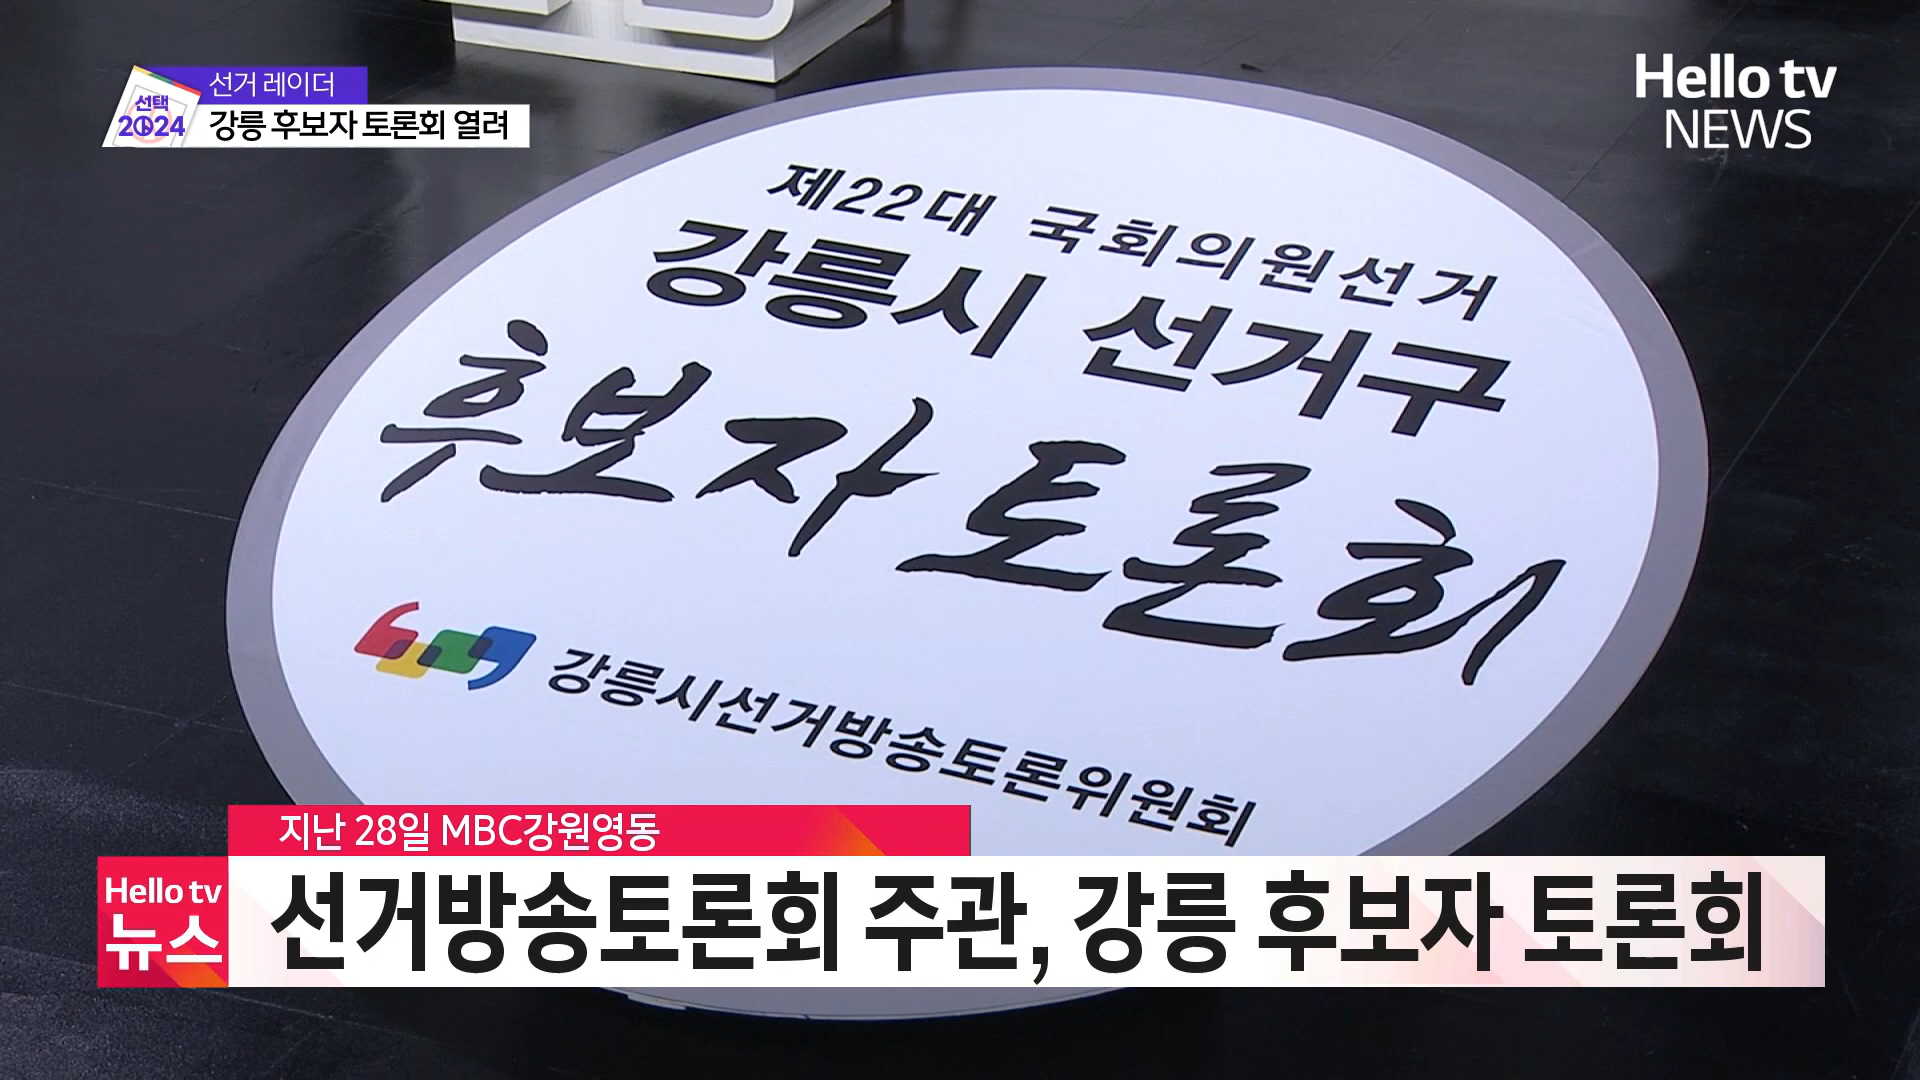 선거 레이더
선택
2024
강릉 후보자 토론회 열려
Hello tv
NEWS
제22대 국회의원선거
강릉시 선거구
후보자 토론회
강릉시선거방송토론위원회
지난 28일 MBC강원영동
Hello tv
뉴스
선거방송토론회 주관, 강릉 후보자 토론회